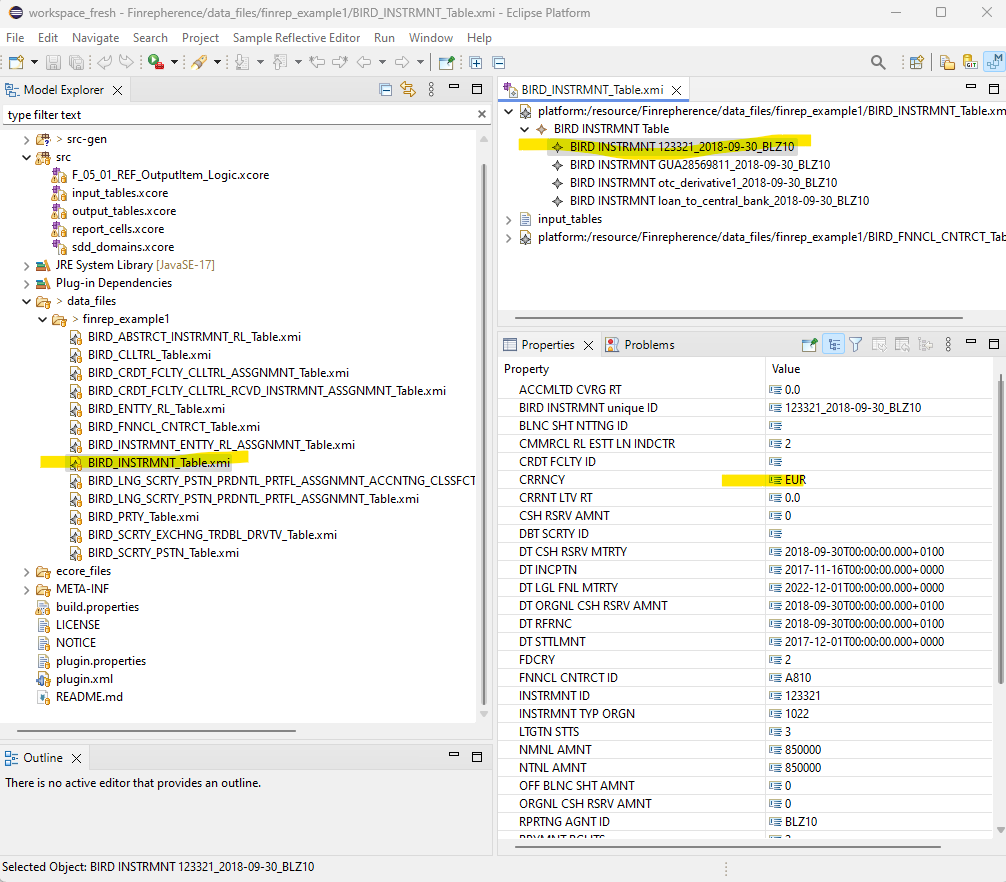 workspace_fresh - Finrepherence/data_files/finrep_example1/BIRD_INSTRMNT_Table.xmi - Eclipse Platform
File Edit Navigate Search Project Sample Reflective Editor Run Window Help
Model Explorer
type filter text
> src-gen
src
F_05_01_REF_OutputItem_Logic.xcore
input_tables.xcore
output_tables.xcore
report_cells.xcore
sdd_domains.xcore
JRE System Library [JavaSE-17]
Plug-in Dependencies
> data_files
> finrep_example1
BIRD_ABSTRCT_INSTRMNT_RL_Table.xmi
BIRD_CLLTRL_Table.xmi
BIRD_CRDT_FCLTY_CLLTRL_ASSGNMNT_Table.xmi
BIRD_CRDT_FCLTY_CLLTRL_RCVD_INSTRMNT_ASSGNMNT_Table.xmi
BIRD_ENTTY_RL_Table.xmi
BIRD_FNNCL_CNTRCT_Table.xmi
BIRD_INSTRMNT_ENTTY_RL_ASSGNMNT_Table.xmi
BIRD_INSTRMNT_Table.xmi
BIRD_LNG_SCRTY_PSTN_PRDNTL_PRTFL_ASSGNMNT_ACCNTNG_CLSSFCT
BIRD_LNG_SCRTY_PSTN_PRDNTL_PRTFL_ASSGNMNT_Table.xmi
BIRD_PRTY_Table.xmi
BIRD_SCRTY_EXCHNG_TRDBL_DRVTV_Table.xmi
BIRD_SCRTY_PSTN_Table.xmi
ecore_files
META-INF
build.properties
LICENSE
NOTICE
plugin.properties
plugin.xml
README.md
Outline
There is no active editor that provides an outline.
BIRD_INSTRMNT_Table.xmi
platform:/resource/Finrepherence/data_files/finrep_example1/BIRD_INSTRMNT_Table.xm
BIRD INSTRMNT Table
BIRD INSTRMNT 123321_2018-09-30_BLZ10
BIRD INSTRMNT GUA28569811_2018-09-30_BLZ10
BIRD INSTRMNT otc_derivative1_2018-09-30_BLZ10
BIRD INSTRMNT loan_to_central_bank_2018-09-30_BLZ10
input_tables
platform:/resource/Finrepherence/data_files/finrep_example1/BIRD_FNNCL_CNTRCT_Tab
Properties Problems
Property Value
ACCMLTD CVRG RT 0.0
BIRD INSTRMNT unique ID 123321_2018-09-30_BLZ10
BLNC SHT NTTNG ID
CMMRCL RL ESTT LN INDCTR 2
CRDT FCLTY ID
CRRNCY EUR
CRRNT LTV RT 0.0
CSH RSRV AMNT 0
DBT SCRTY ID
DT CSH RSRV MTRTY 2018-09-30T00:00:00.000+0100
DT INCPTN 2017-11-16T00:00:00.000+0000
DT LGL FNL MTRTY 2022-12-01T00:00:00.000+0000
DT ORGNL CSH RSRV AMNT 2018-09-30T00:00:00.000+0100
DT RFRNC 2018-09-30T00:00:00.000+0100
DT STTLMNT 2017-12-01T00:00:00.000+0000
FDCRY 2
FNNCL CNTRCT ID A810
INSTRMNT ID 123321
INSTRMNT TYP ORGN 1022
LTGTN STTS 3
NMNL AMNT 850000
NTNL AMNT 850000
OFF BLNC SHT AMNT 0
ORGNL CSH RSRV AMNT 0
RPRTNG AGNT ID BLZ10
Selected Object: BIRD INSTRMNT 123321_2018-09-30_BLZ10